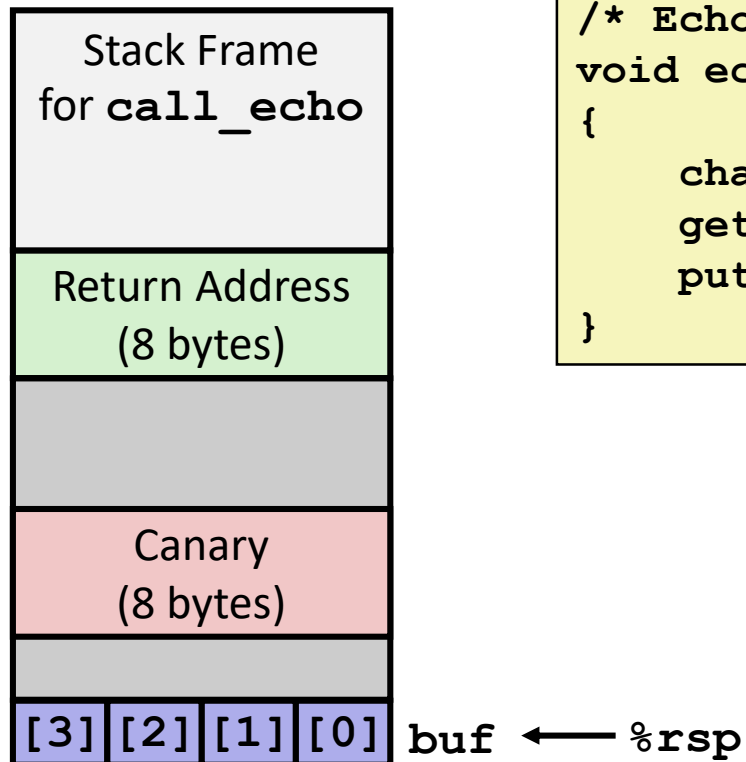 Stack Frame
for call_echo
Return Address
(8 bytes)
Canary
(8 bytes)
[3] [2] [1] [0] buf ← %rsp
/* Echo
void ec
{
cha
get
put
}